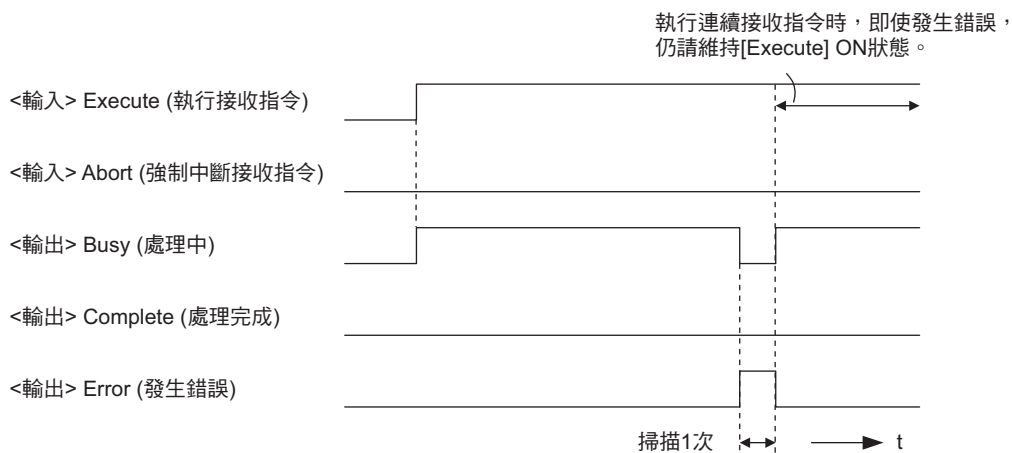 執行連續接收指令時，即使發生錯誤，
仍請維持[Execute] ON狀態。
<輸入> Execute (執行接收指令)
<輸入> Abort (強制中斷接收指令)
<輸出> Busy (處理中)
<輸出> Complete (處理完成)
<輸出> Error (發生錯誤)
掃描1次
t